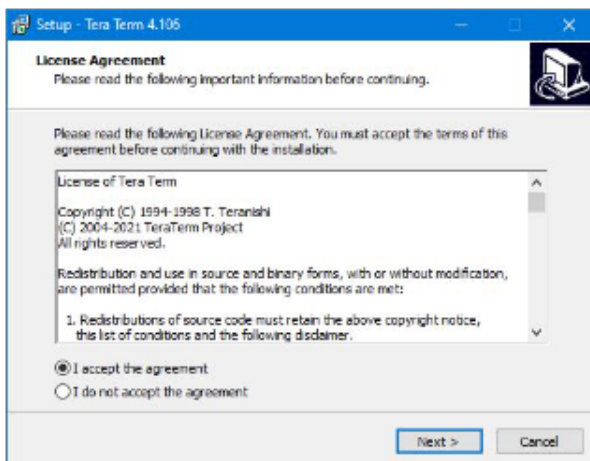 Setup - Tera Term 4.105
License Agreement
Please read the following important information before continuing.
Please read the following License Agreement. You must accept the terms of this
agreement before continuing with the installation.
License of Tera Term
Copyright (C) 1994-1998 T. Teranishi
(C) 2004-2021 TeraTerm Project
All rights reserved.
Redistribution and use in source and binary forms, with or without modification,
are permitted provided that the following conditions are met:
1. Redistributions of source code must retain the above copyright notice,
this list of conditions and the following disclaimer.
I accept the agreement
I do not accept the agreement
Next >
Cancel